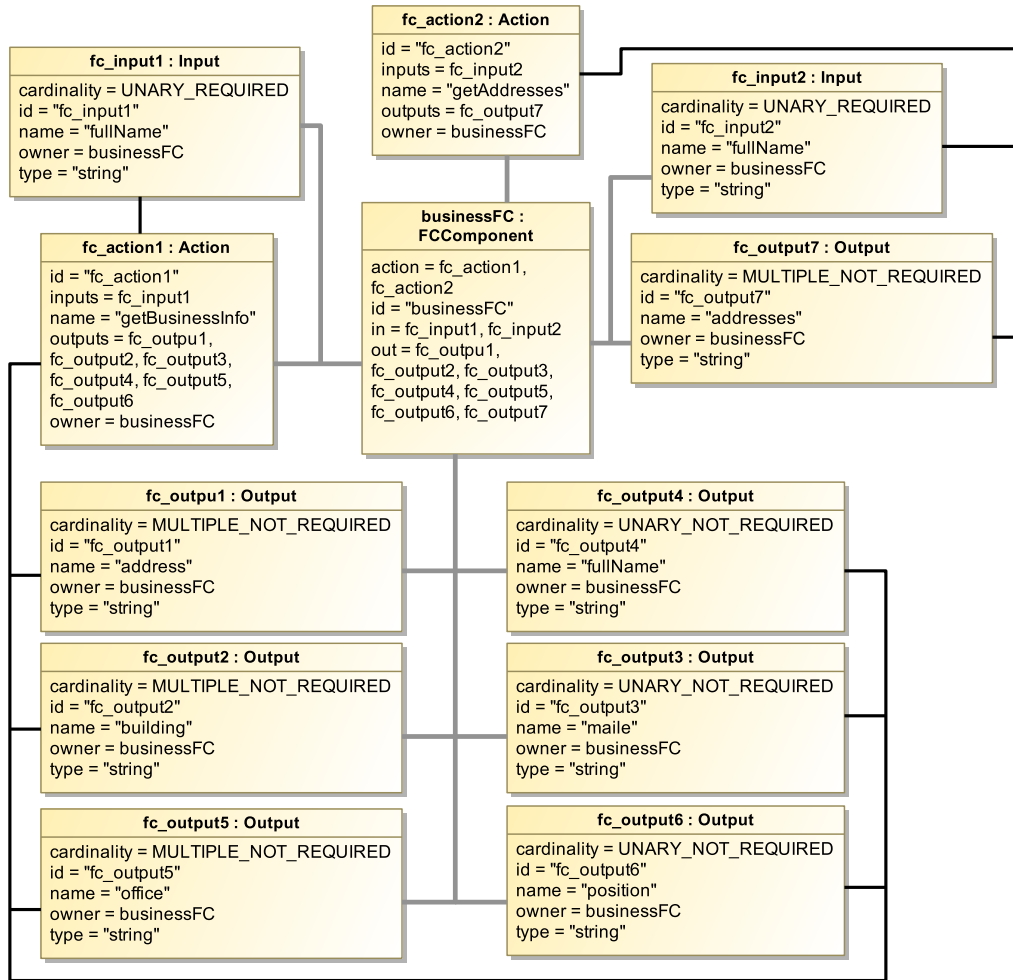 fc_action2 : Action
id = "fc_action2"
inputs = fc_input2
name = "getAddresses"
outputs = fc_output7
owner = businessFC
fc_input1 : Input
cardinality = UNARY_REQUIRED
id = "fc_input1"
name = "fullName"
owner = businessFC
type = "string"
fc_input2 : Input
cardinality = UNARY_REQUIRED
id = "fc_input2"
name = "fullName"
owner = businessFC
type = "string"
fc_action1 : Action
id = "fc_action1"
inputs = fc_input1
name = "getBusinessInfo"
outputs = fc_outpu1,
fc_output2, fc_output3,
fc_output4, fc_output5,
fc_output6
owner = businessFC
businessFC :
FCComponent
action = fc_action1,
fc_action2
id = "businessFC"
in = fc_input1, fc_input2
out = fc_outpu1,
fc_output2, fc_output3,
fc_output4, fc_output5,
fc_output6, fc_output7
fc_output7 : Output
cardinality = MULTIPLE_NOT_REQUIRED
id = "fc_output7"
name = "addresses"
owner = businessFC
type = "string"
fc_outpu1 : Output
cardinality = MULTIPLE_NOT_REQUIRED
id = "fc_output1"
name = "address"
owner = businessFC
type = "string"
fc_output4 : Output
cardinality = UNARY_NOT_REQUIRED
id = "fc_output4"
name = "fullName"
owner = businessFC
type = "string"
fc_output2 : Output
cardinality = MULTIPLE_NOT_REQUIRED
id = "fc_output2"
name = "building"
owner = businessFC
type = "string"
fc_output3 : Output
cardinality = UNARY_NOT_REQUIRED
id = "fc_output3"
name = "maile"
owner = businessFC
type = "string"
fc_output5 : Output
cardinality = MULTIPLE_NOT_REQUIRED
id = "fc_output5"
name = "office"
owner = businessFC
type = "string"
fc_output6 : Output
cardinality = UNARY_NOT_REQUIRED
id = "fc_output6"
name = "position"
owner = businessFC
type = "string"